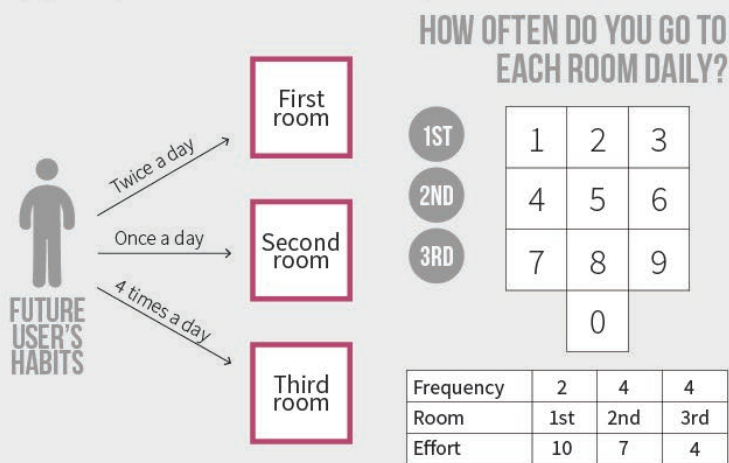 HOW OFTEN DO YOU GO TO
EACH ROOM DAILY?
First
room
Twice a day
Once a day
Second
room
4 times a day
Third
room
FUTURE
USER'S
HABITS
1ST
1 2 3
2ND
4 5 6
3RD
7 8 9
0
Frequency 2 4 4
Room 1st 2nd 3rd
Effort 10 7 4